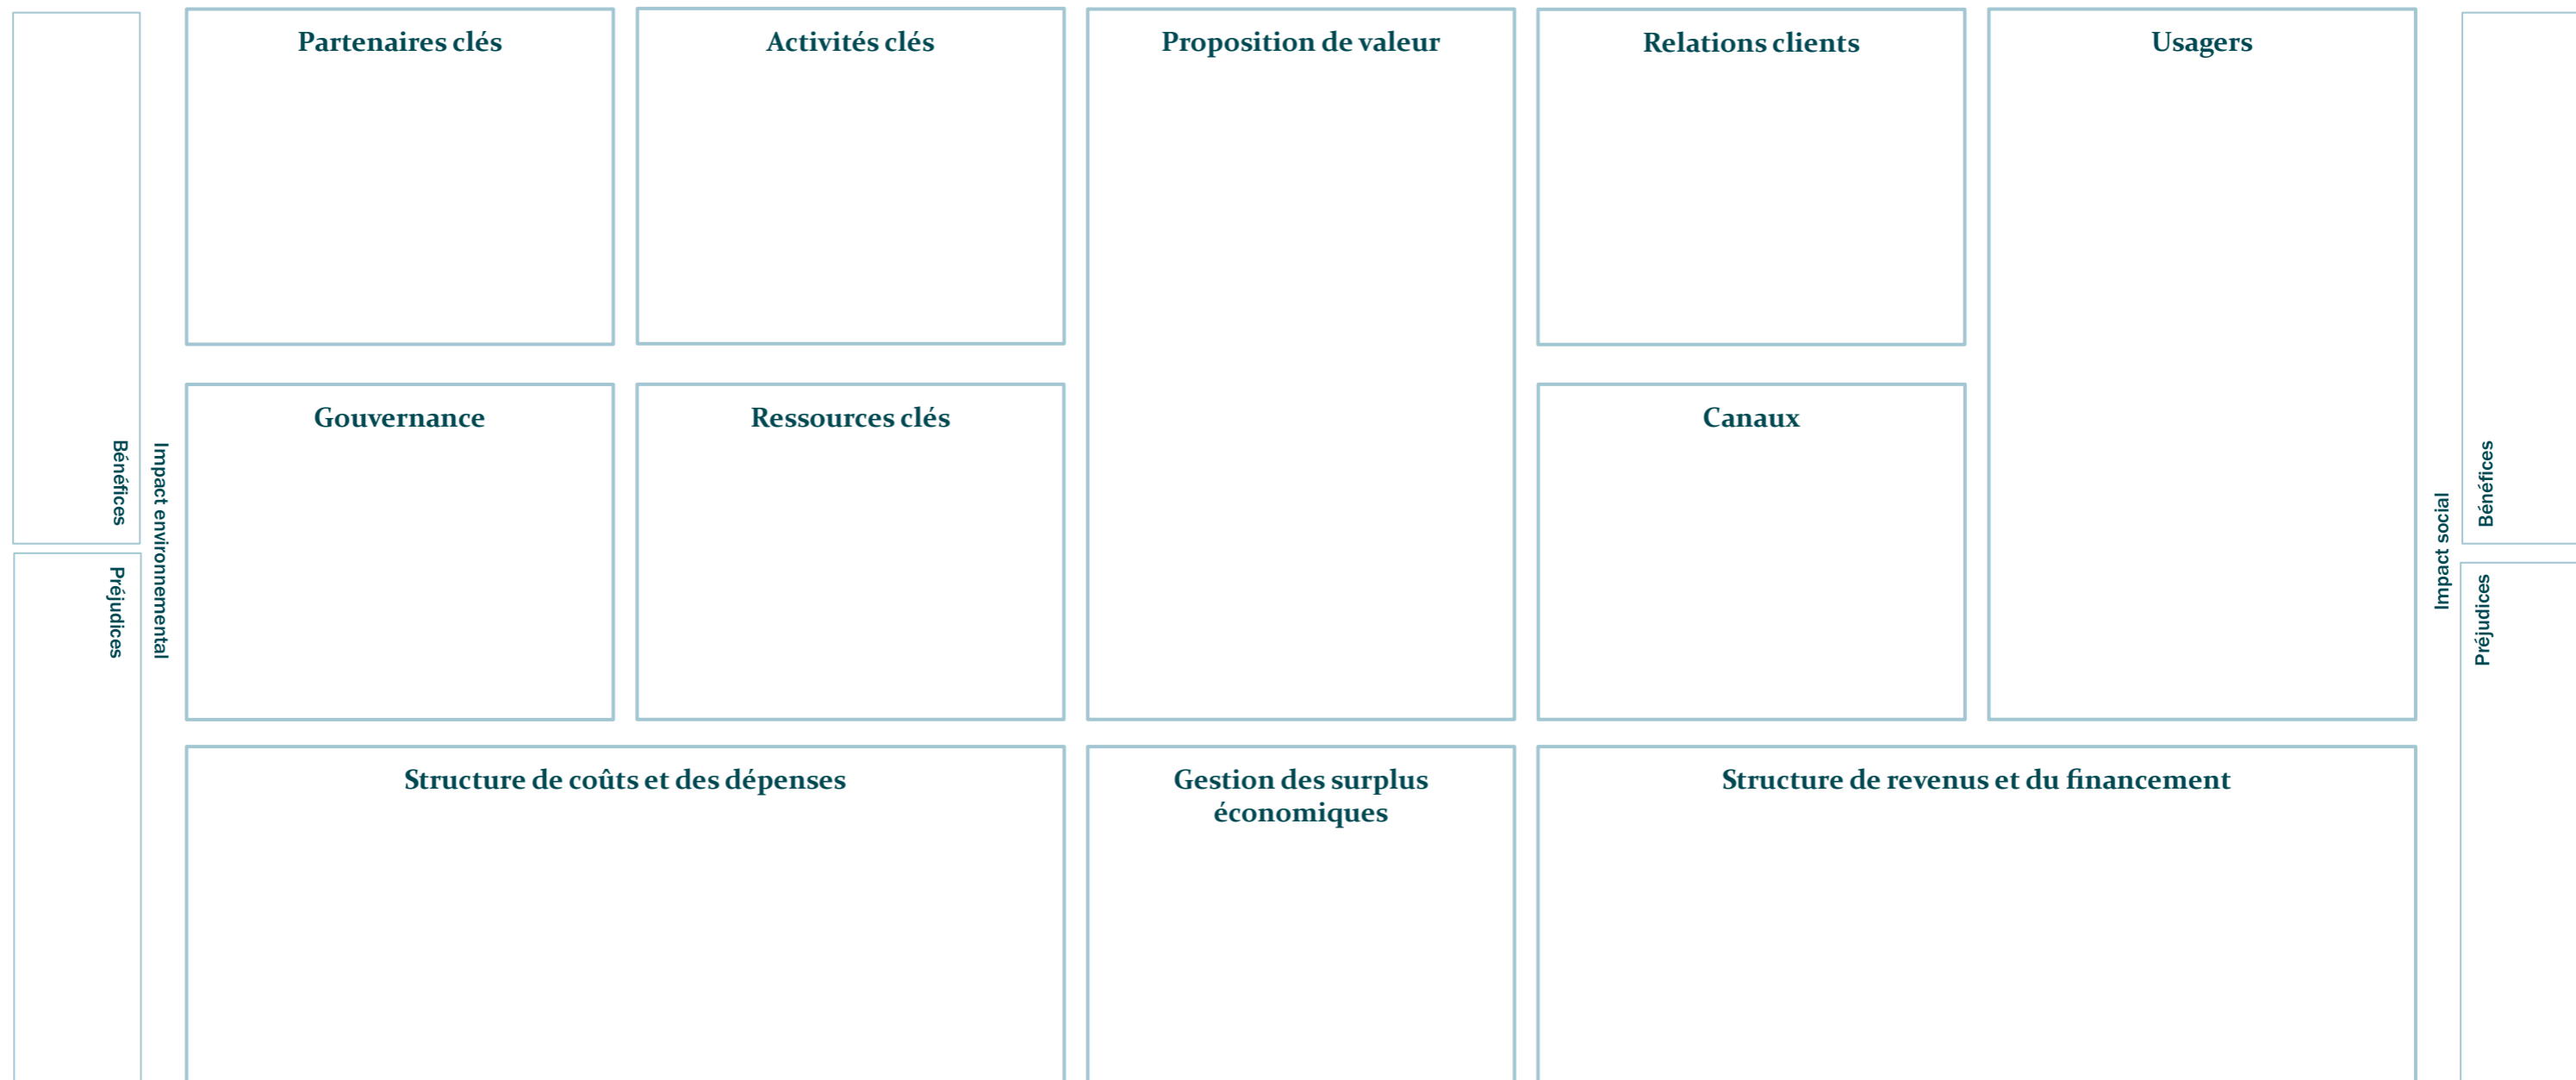 Partenaires clés
Activités clés
Proposition de valeur
Relations clients
Usagers
Gouvernance
Ressources clés
Canaux
Bénéfices
Préjudices
Impact environnemental
Impact social
Bénéfices
Préjudices
Structure de coûts et des dépenses
Gestion des surplus
économiques
Structure de revenus et du financement